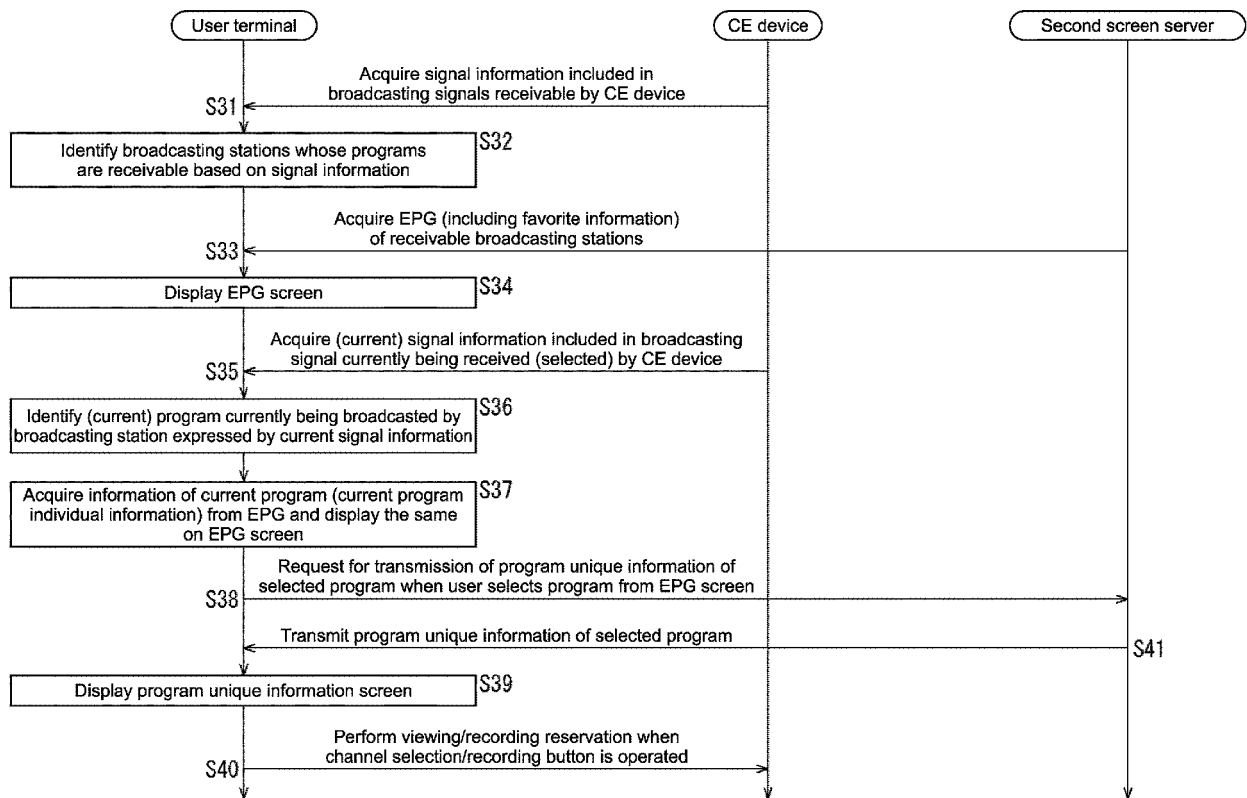 User terminal
CE device
Second screen server
Acquire signal information included in
broadcasting signals receivable by CE device
S31
S32
Identify broadcasting stations whose programs
are receivable based on signal information
Acquire EPG (including favorite information)
of receivable broadcasting stations
S33
S34
Display EPG screen
Acquire (current) signal information included in broadcasting
signal currently being received (selected) by CE device
S35
S36
Identify (current) program currently being broadcasted by
broadcasting station expressed by current signal information
S37
Acquire information of current program (current program
individual information) from EPG and display the same
on EPG screen
Request for transmission of program unique information of
selected program when user selects program from EPG screen
S38
Transmit program unique information of selected program
S41
S39
Display program unique information screen
Perform viewing/recording reservation when
channel selection/recording button is operated
S40